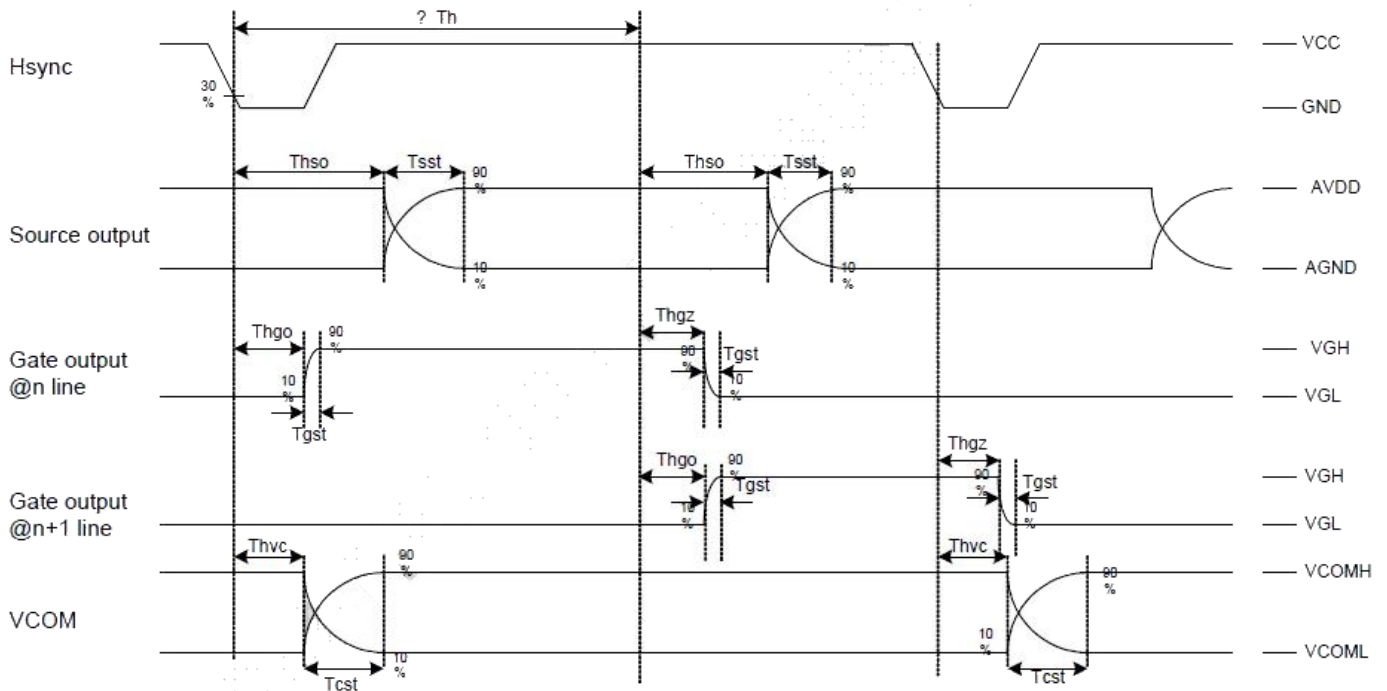 ? Th
Hsync
30
%
VCC
GND
Thso
Tsst
90
%
Thso
Tsst
90
%
AVDD
Source output
10
%
10
%
AGND
Thgo
90
%
Thgz
90
%
Tgst
VGH
Gate output
@n line
10
%
10
%
VGL
Tgst
Thgo
90
%
Tgst
Thgz
90
%
Tgst
VGH
Gate output
@n+1 line
10
%
10
%
VGL
Thvc
90
%
Thvc
90
%
VCOMH
VCOM
10
%
10
%
VCOML
Tcst
Tcst